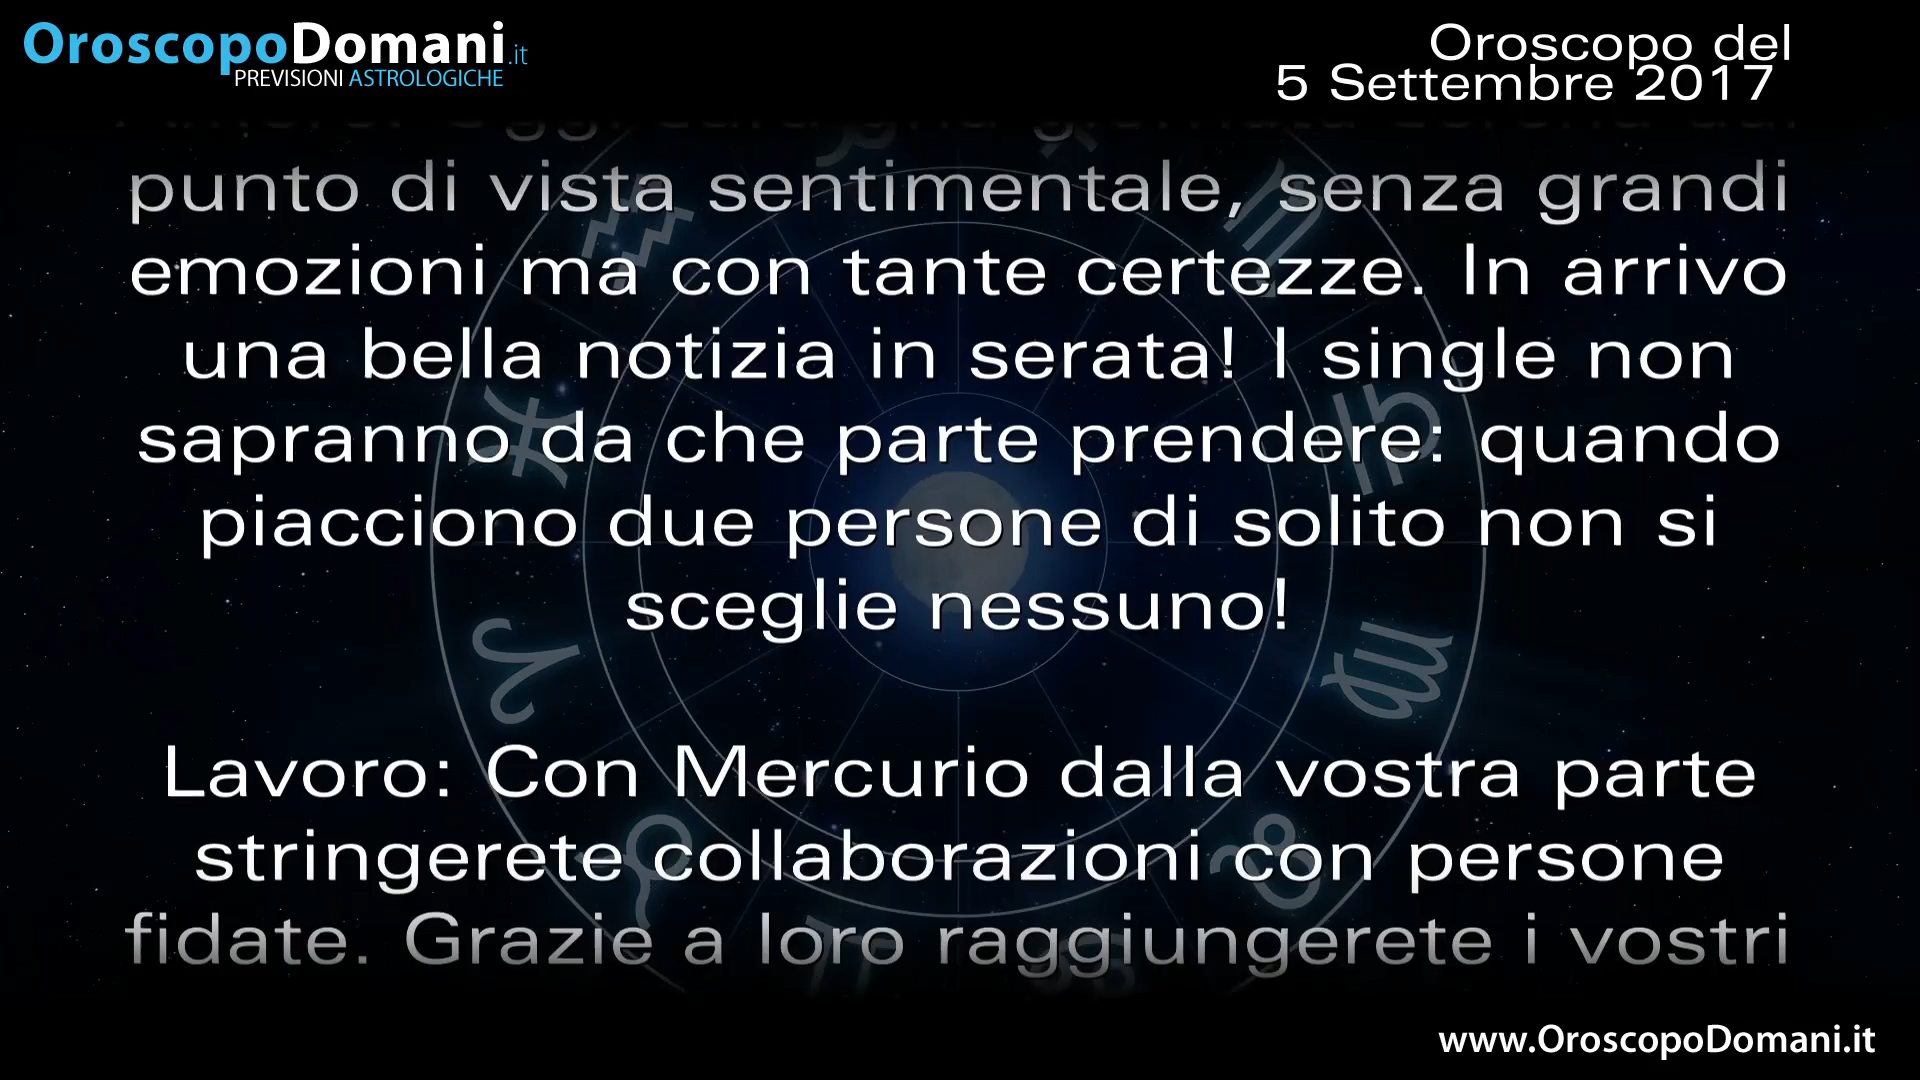 OroscopoDomani.it
PREVISIONI ASTROLOGICHE
Oroscopo del
5 Settembre 2017
punto di vista sentimentale, senza grandi
emozioni ma con tante certezze. In arrivo
una bella notizia in serata! I single non
sapranno da che parte prendere: quando
piacciono due persone di solito non si
sceglie nessuno!
Lavoro: Con Mercurio dalla vostra parte
stringerete collaborazioni con persone
fidate. Grazie a loro raggiungerete i vostri
www.OroscopoDomani.it